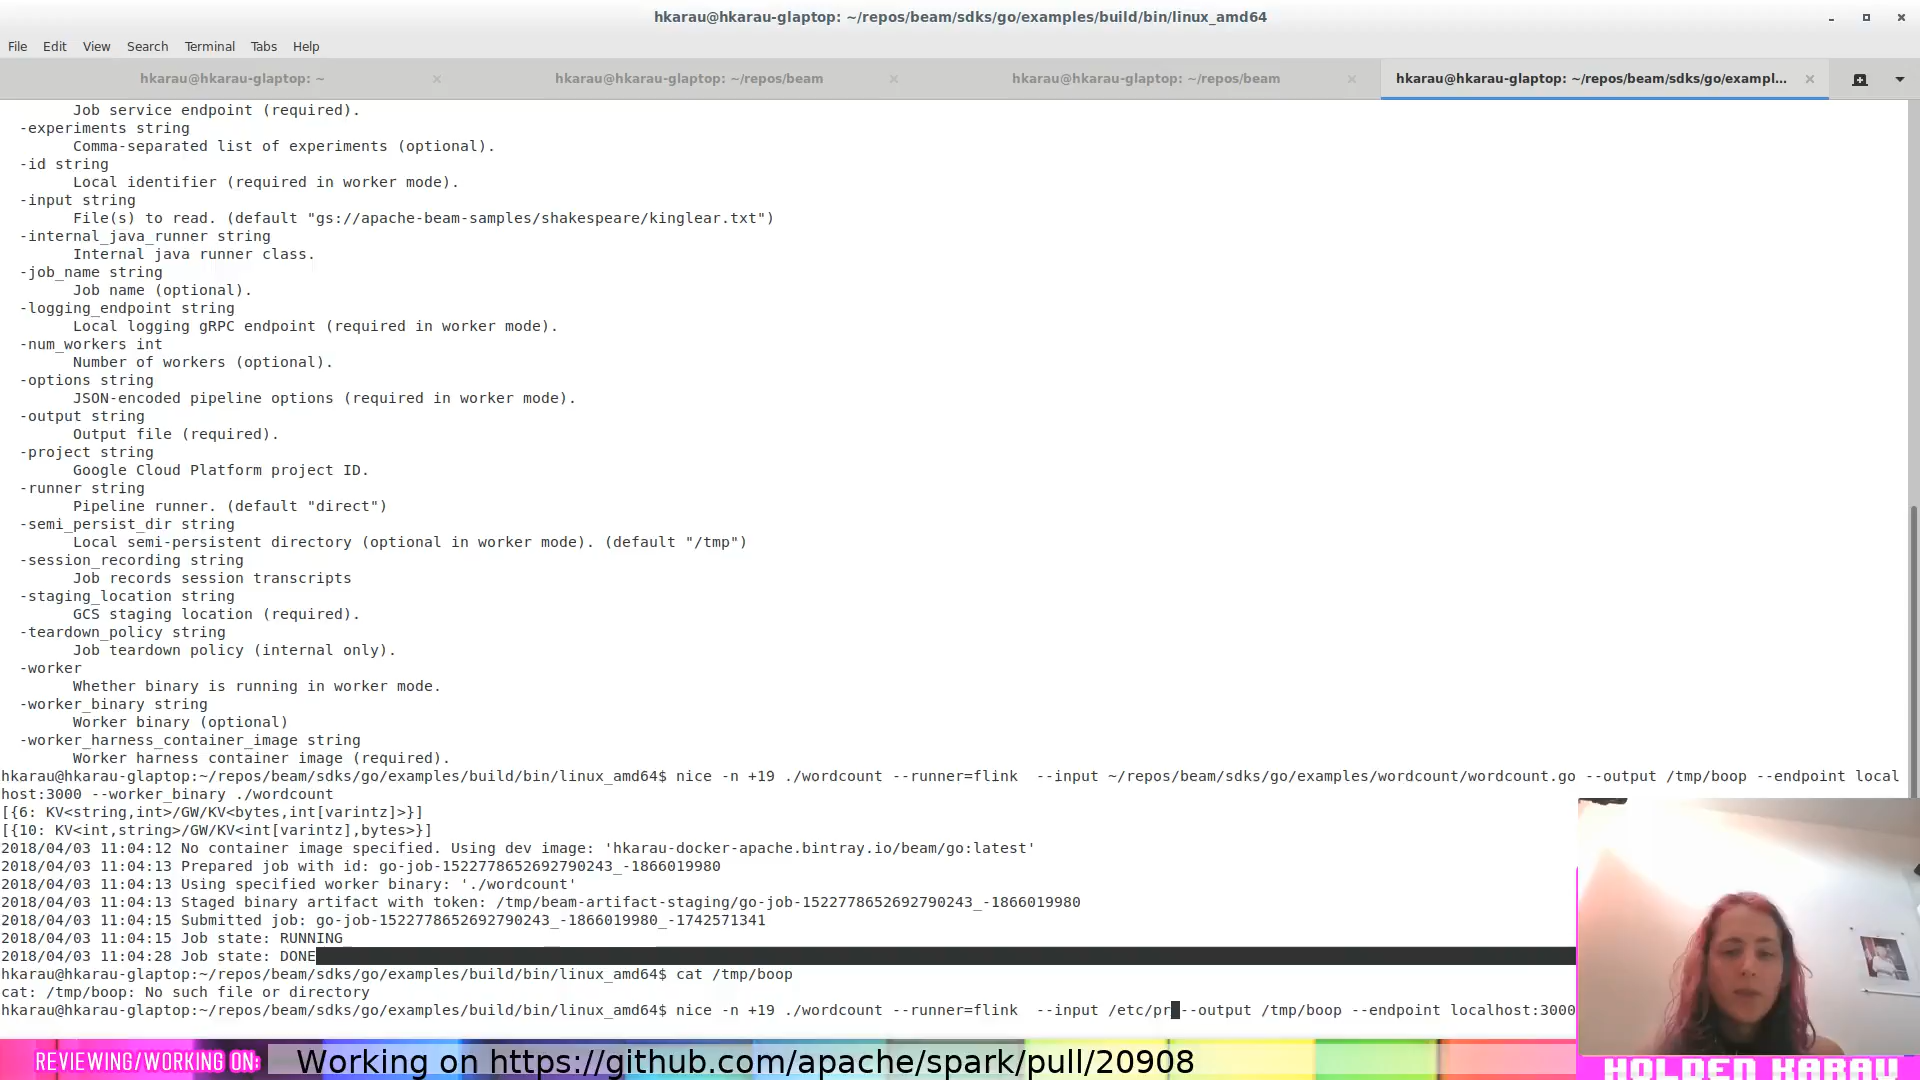 hkarau@hkarau-glaptop: ~/repos/beam/sdks/go/examples/build/bin/linux_amd64
File Edit View Search Terminal Tabs Help
hkarau@hkarau-glaptop: ~ hkarau@hkarau-glaptop: ~/repos/beam hkarau@hkarau-glaptop: ~/repos/beam hkarau@hkarau-glaptop: ~/repos/beam/sdks/go/exampl...
Job service endpoint (required).
-experiments string
Comma-separated list of experiments (optional).
-id string
Local identifier (required in worker mode).
-input string
File(s) to read. (default "gs://apache-beam-samples/shakespeare/kinglear.txt")
-internal_java_runner string
Internal java runner class.
-job_name string
Job name (optional).
-logging_endpoint string
Local logging gRPC endpoint (required in worker mode).
-num_workers int
Number of workers (optional).
-options string
JSON-encoded pipeline options (required in worker mode).
-output string
Output file (required).
-project string
Google Cloud Platform project ID.
-runner string
Pipeline runner. (default "direct")
-semi_persist_dir string
Local semi-persistent directory (optional in worker mode). (default "/tmp")
-session_recording string
Job records session transcripts
-staging_location string
GCS staging location (required).
-teardown_policy string
Job teardown policy (internal only).
-worker
Whether binary is running in worker mode.
-worker_binary string
Worker binary (optional)
-worker_harness_container_image string
Worker harness container image (required).
hkarau@hkarau-glaptop:~/repos/beam/sdks/go/examples/build/bin/linux_amd64$ nice -n +19 ./wordcount --runner=flink  --input ~/repos/beam/sdks/go/examples/wordcount/wordcount.go --output /tmp/boop --endpoint local
host:3000 --worker_binary ./wordcount
[{6: KV<string,int>/GW/KV<bytes,int[varintz]>}]
[{10: KV<int,string>/GW/KV<int[varintz],bytes>}]
2018/04/03 11:04:12 No container image specified. Using dev image: 'hkarau-docker-apache.bintray.io/beam/go:latest'
2018/04/03 11:04:13 Prepared job with id: go-job-1522778652692790243_-1866019980
2018/04/03 11:04:13 Using specified worker binary: './wordcount'
2018/04/03 11:04:13 Staged binary artifact with token: /tmp/beam-artifact-staging/go-job-1522778652692790243_-1866019980
2018/04/03 11:04:15 Submitted job: go-job-1522778652692790243_-1866019980_-1742571341
2018/04/03 11:04:15 Job state: RUNNING
2018/04/03 11:04:28 Job state: DONE
hkarau@hkarau-glaptop:~/repos/beam/sdks/go/examples/build/bin/linux_amd64$ cat /tmp/boop
cat: /tmp/boop: No such file or directory
hkarau@hkarau-glaptop:~/repos/beam/sdks/go/examples/build/bin/linux_amd64$ nice -n +19 ./wordcount --runner=flink  --input /etc/pr --output /tmp/boop --endpoint localhost:3000
REVIEWING/WORKING ON: Working on https://github.com/apache/spark/pull/20908
HOLDEN KARAU